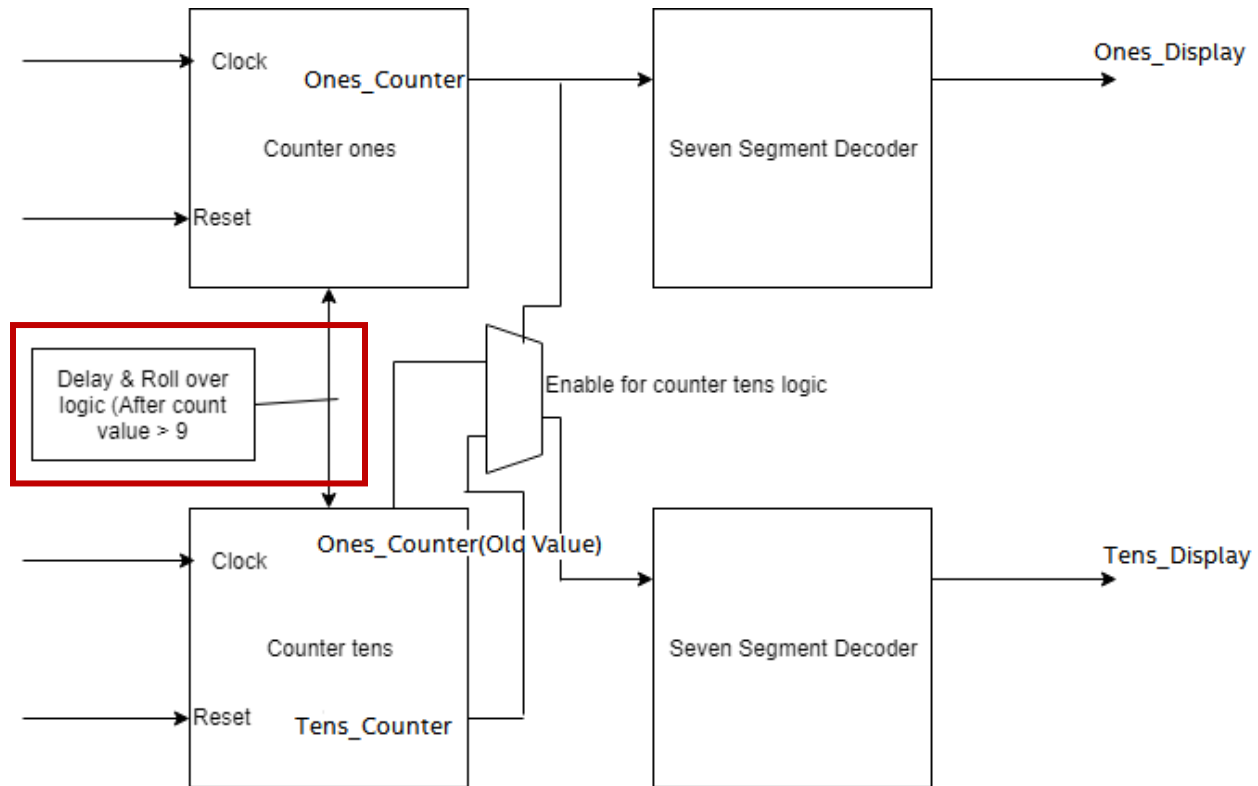 Clock
Ones_Counter
Counter ones
Reset
Seven Segment Decoder
Ones_Display
Delay & Roll over
logic (After count
value > 9
Enable for counter tens logic
Clock
Ones_Counter(Old Value)
Counter tens
Reset
Tens_Counter
Seven Segment Decoder
Tens_Display